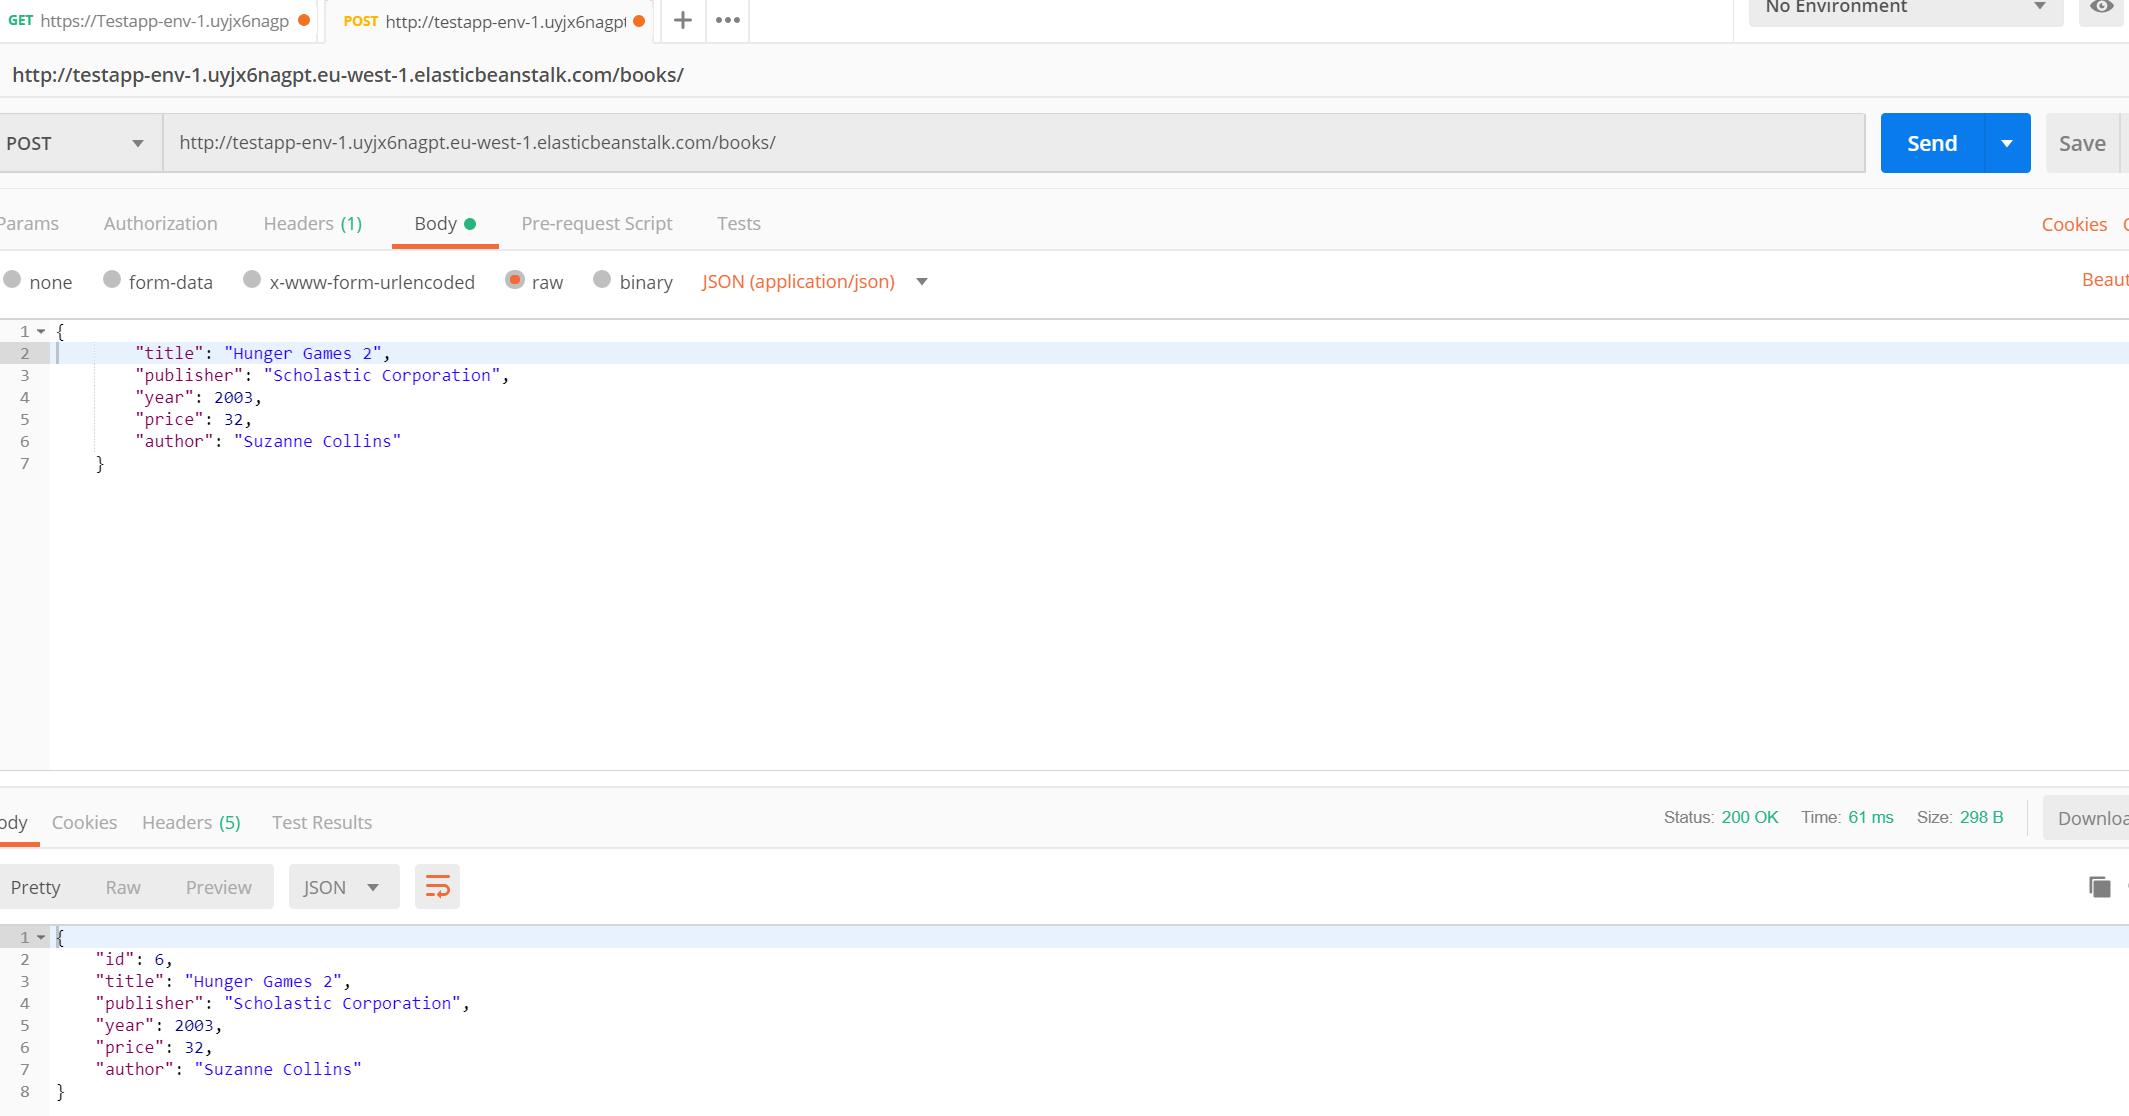 GET https://Testapp-env-1.uyjx6nagp POST http://testapp-env-1.uyjx6nagpt No Environment
http://testapp-env-1.uyjx6nagpt.eu-west-1.elasticbeanstalk.com/books/
POST http://testapp-env-1.uyjx6nagpt.eu-west-1.elasticbeanstalk.com/books/ Send Save
Params Authorization Headers (1) Body Pre-request Script Tests Cookies
none form-data x-www-form-urlencoded raw binary JSON (application/json) Beaut
1 {
2 "title": "Hunger Games 2",
3 "publisher": "Scholastic Corporation",
4 "year": 2003,
5 "price": 32,
6 "author": "Suzanne Collins"
7 }
ody Cookies Headers (5) Test Results Status: 200 OK Time: 61 ms Size: 298 B Downloa
Pretty Raw Preview JSON
1 {
2 "id": 6,
3 "title": "Hunger Games 2",
4 "publisher": "Scholastic Corporation",
5 "year": 2003,
6 "price": 32,
7 "author": "Suzanne Collins"
8 }